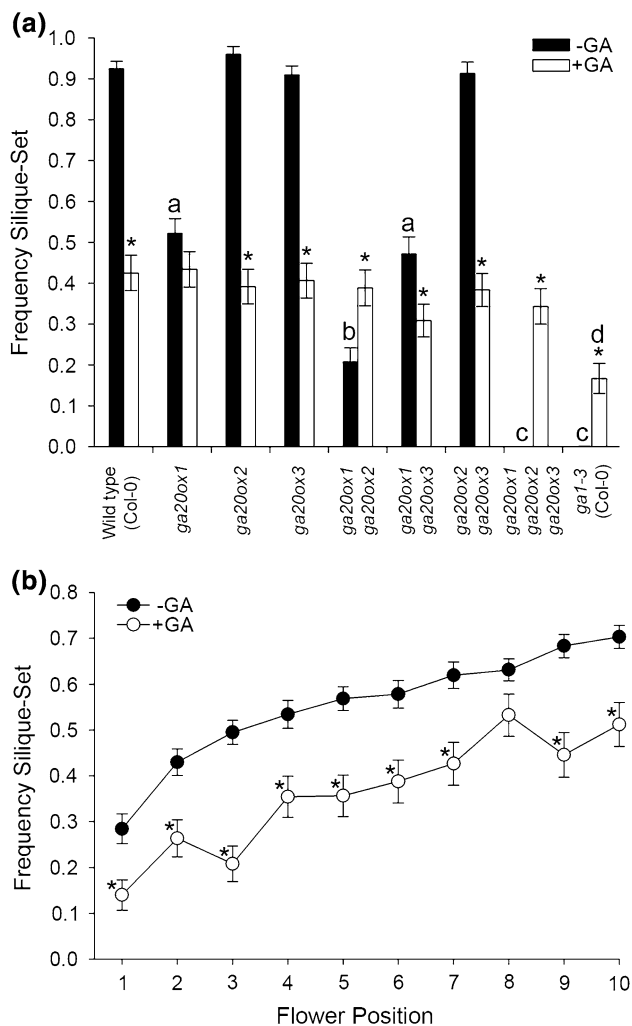 (a)
Frequency Silique-Set
1.0
0.9
0.8
0.7
0.6
0.5
0.4
0.3
0.2
0.1
0.0
-GA
+GA
*
a
*
*
b
*
a
*
*
c
*
c
d
*
Wild type
(Col-0)
ga20ox1
ga20ox2
ga20ox3
ga20ox1
ga20ox2
ga20ox1
ga20ox3
ga20ox2
ga20ox3
ga20ox1
ga20ox2
ga20ox3
ga1-3
(Col-0)
(b)
Frequency Silique-Set
0.8
0.7
0.6
0.5
0.4
0.3
0.2
0.1
0.0
-GA
+GA
*
*
*
*
*
*
*
*
*
1 2 3 4 5 6 7 8 9 10
Flower Position